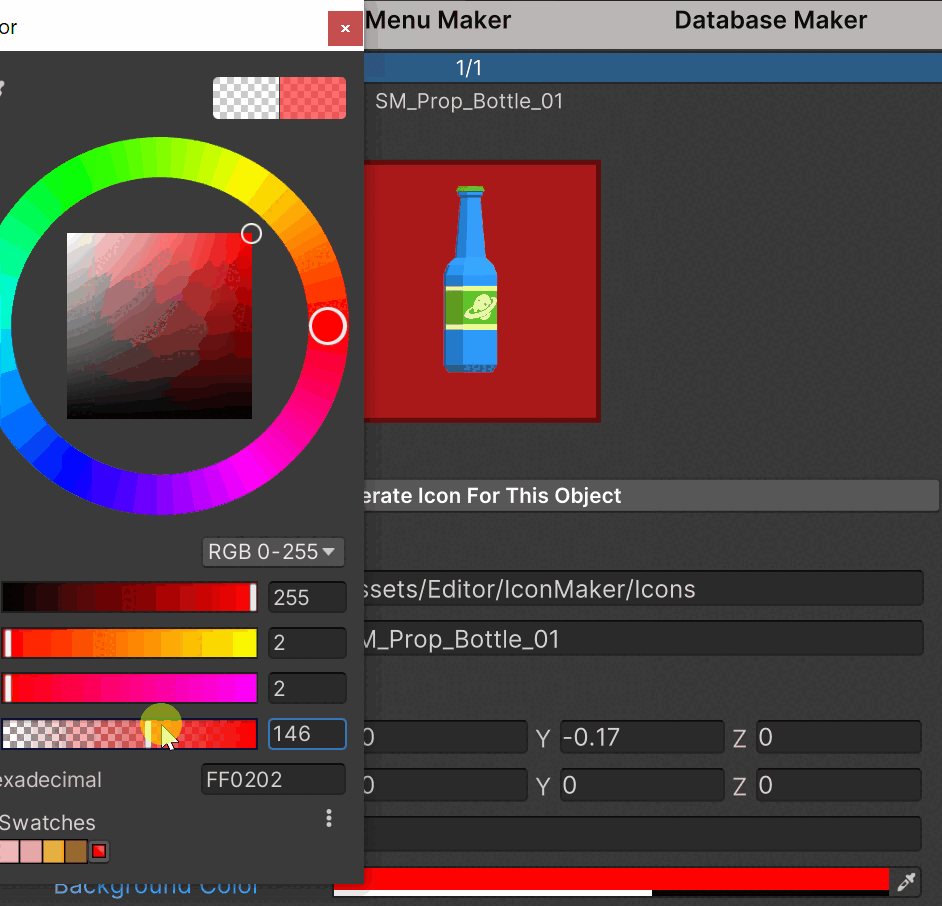 or
Menu Maker
Database Maker
1/1
SM_Prop_Bottle_01
erate Icon For This Object
RGB 0-255
255
2
2
146
exadecimal
FF0202
Swatches
ssets/Editor/IconMaker/Icons
M_Prop_Bottle_01
0 Y -0.17 Z 0
0 Y 0 Z 0
Background Color